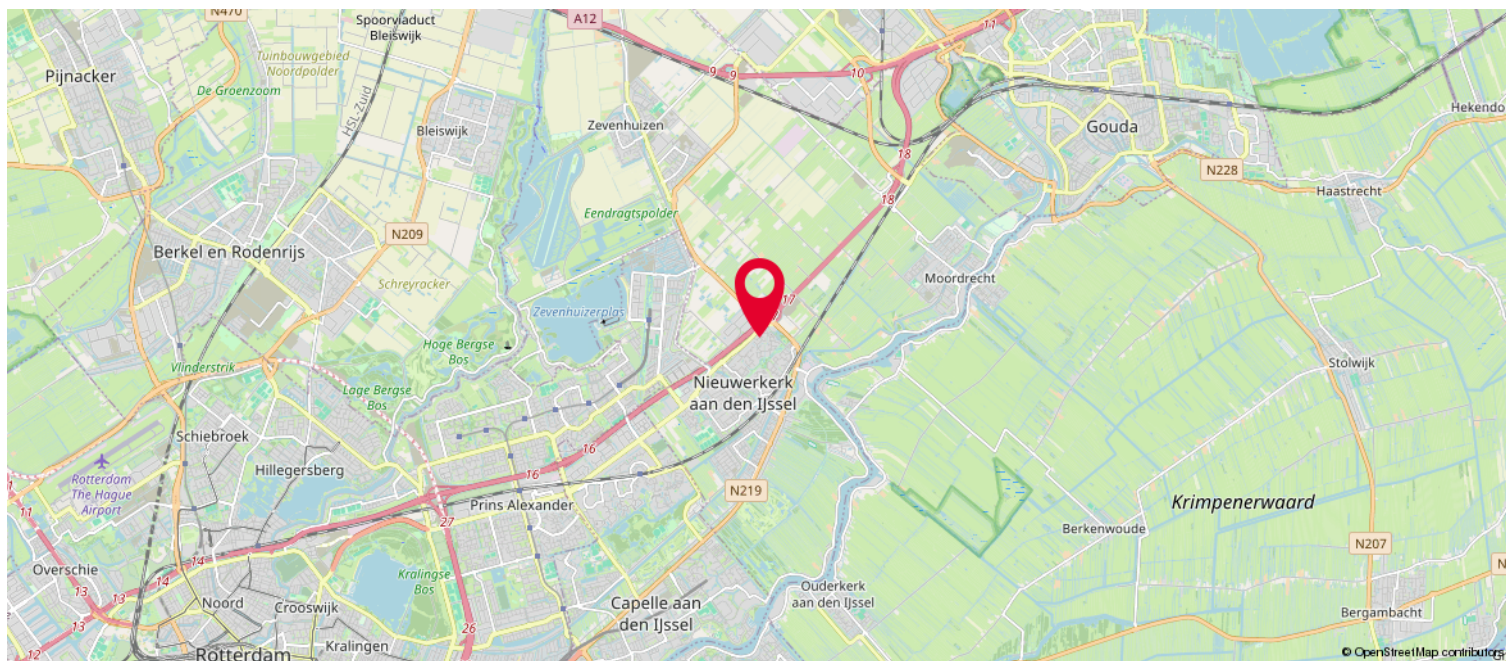 N470
Spoorviaduct
Bleiswijk
A12
11
Tuinbouwgebied
Noordpolder
Pijnacker
De Groenzoom
9
9
10
HSL-Zuid
Bleiswijk
Zevenhuizen
Gouda
Hekendo
18
N228
Haastrecht
18
Eendragtspolder
N209
Berkel en Rodenrijs
Moordrecht
Schreyracker
17
Zevenhuizerplas
Hoge Bergse
Bos
Vlinderstrik
Stolwijk
Lage Bergse
Bos
Nieuwerkerk
aan den IJssel
Schiebroek
16
Hillegersberg
16
Rotterdam
The Hague
Airport
N219
Prins Alexander
Krimpenerwaard
11
27
Berkenwoude
N207
14
Overschie
14
N
13
13
Kralingse
Bos
Ouderkerk
aan den IJssel
Noord
Crooswijk
Capelle aan
den IJssel
Bergambacht
13
26
12
Kralingen
Rotterdam
© OpenStreetMap contributors